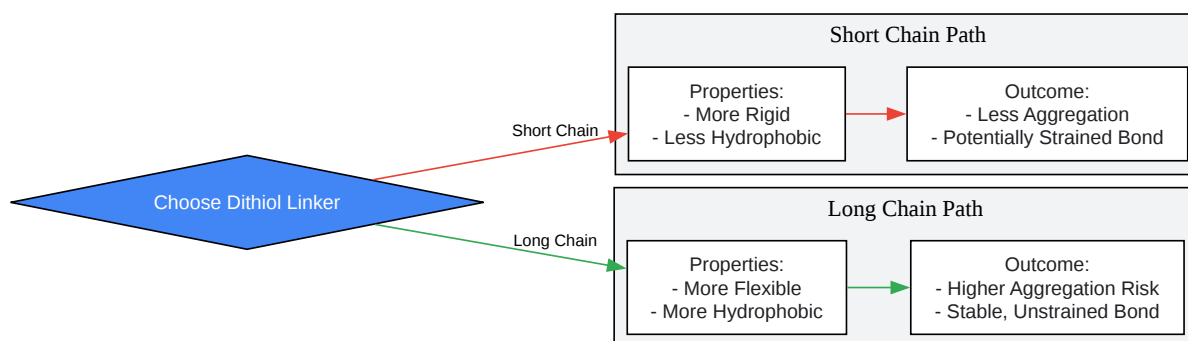 Choose Dithiol Linker
Short Chain
Long Chain
Short Chain Path
Properties:
- More Rigid
- Less Hydrophobic
Outcome:
- Less Aggregation
- Potentially Strained Bond
Long Chain Path
Properties:
- More Flexible
- More Hydrophobic
Outcome:
- Higher Aggregation Risk
- Stable, Unstrained Bond